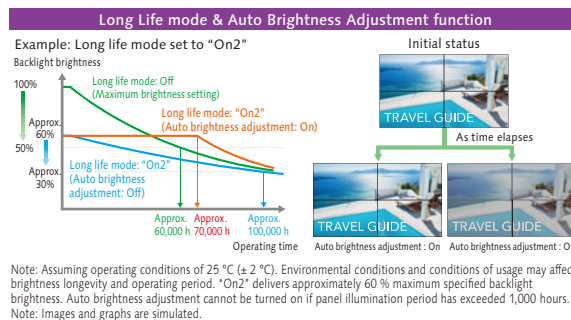 Long Life mode & Auto Brightness Adjustment function
Example: Long life mode set to “On2”
Backlight brightness
100%
Approx.
60%
50%
Approx.
30%
Long life mode: Off
(Maximum brightness setting)
Long life mode: “On2”
(Auto brightness adjustment: On)
Long life mode: “On2”
(Auto brightness
adjustment: Off)
Approx.
60,000 h
Approx.
70,000 h
Approx.
100,000 h
Operating time
Initial status
TRAVEL GUIDE
As time elapses
TRAVEL GUIDE
TRAVEL GUIDE
Auto brightness adjustment : On
Auto brightness adjustment :
Note: Assuming operating conditions of 25 °C (± 2 °C). Environmental conditions and conditions of usage may
brightness longevity and operating period. “On2” delivers approximately 60 % maximum specified backlight
brightness. Auto brightness adjustment cannot be turned on if panel illumination period has exceeded 1,000 hours.
Note: Images and graphs are simulated.